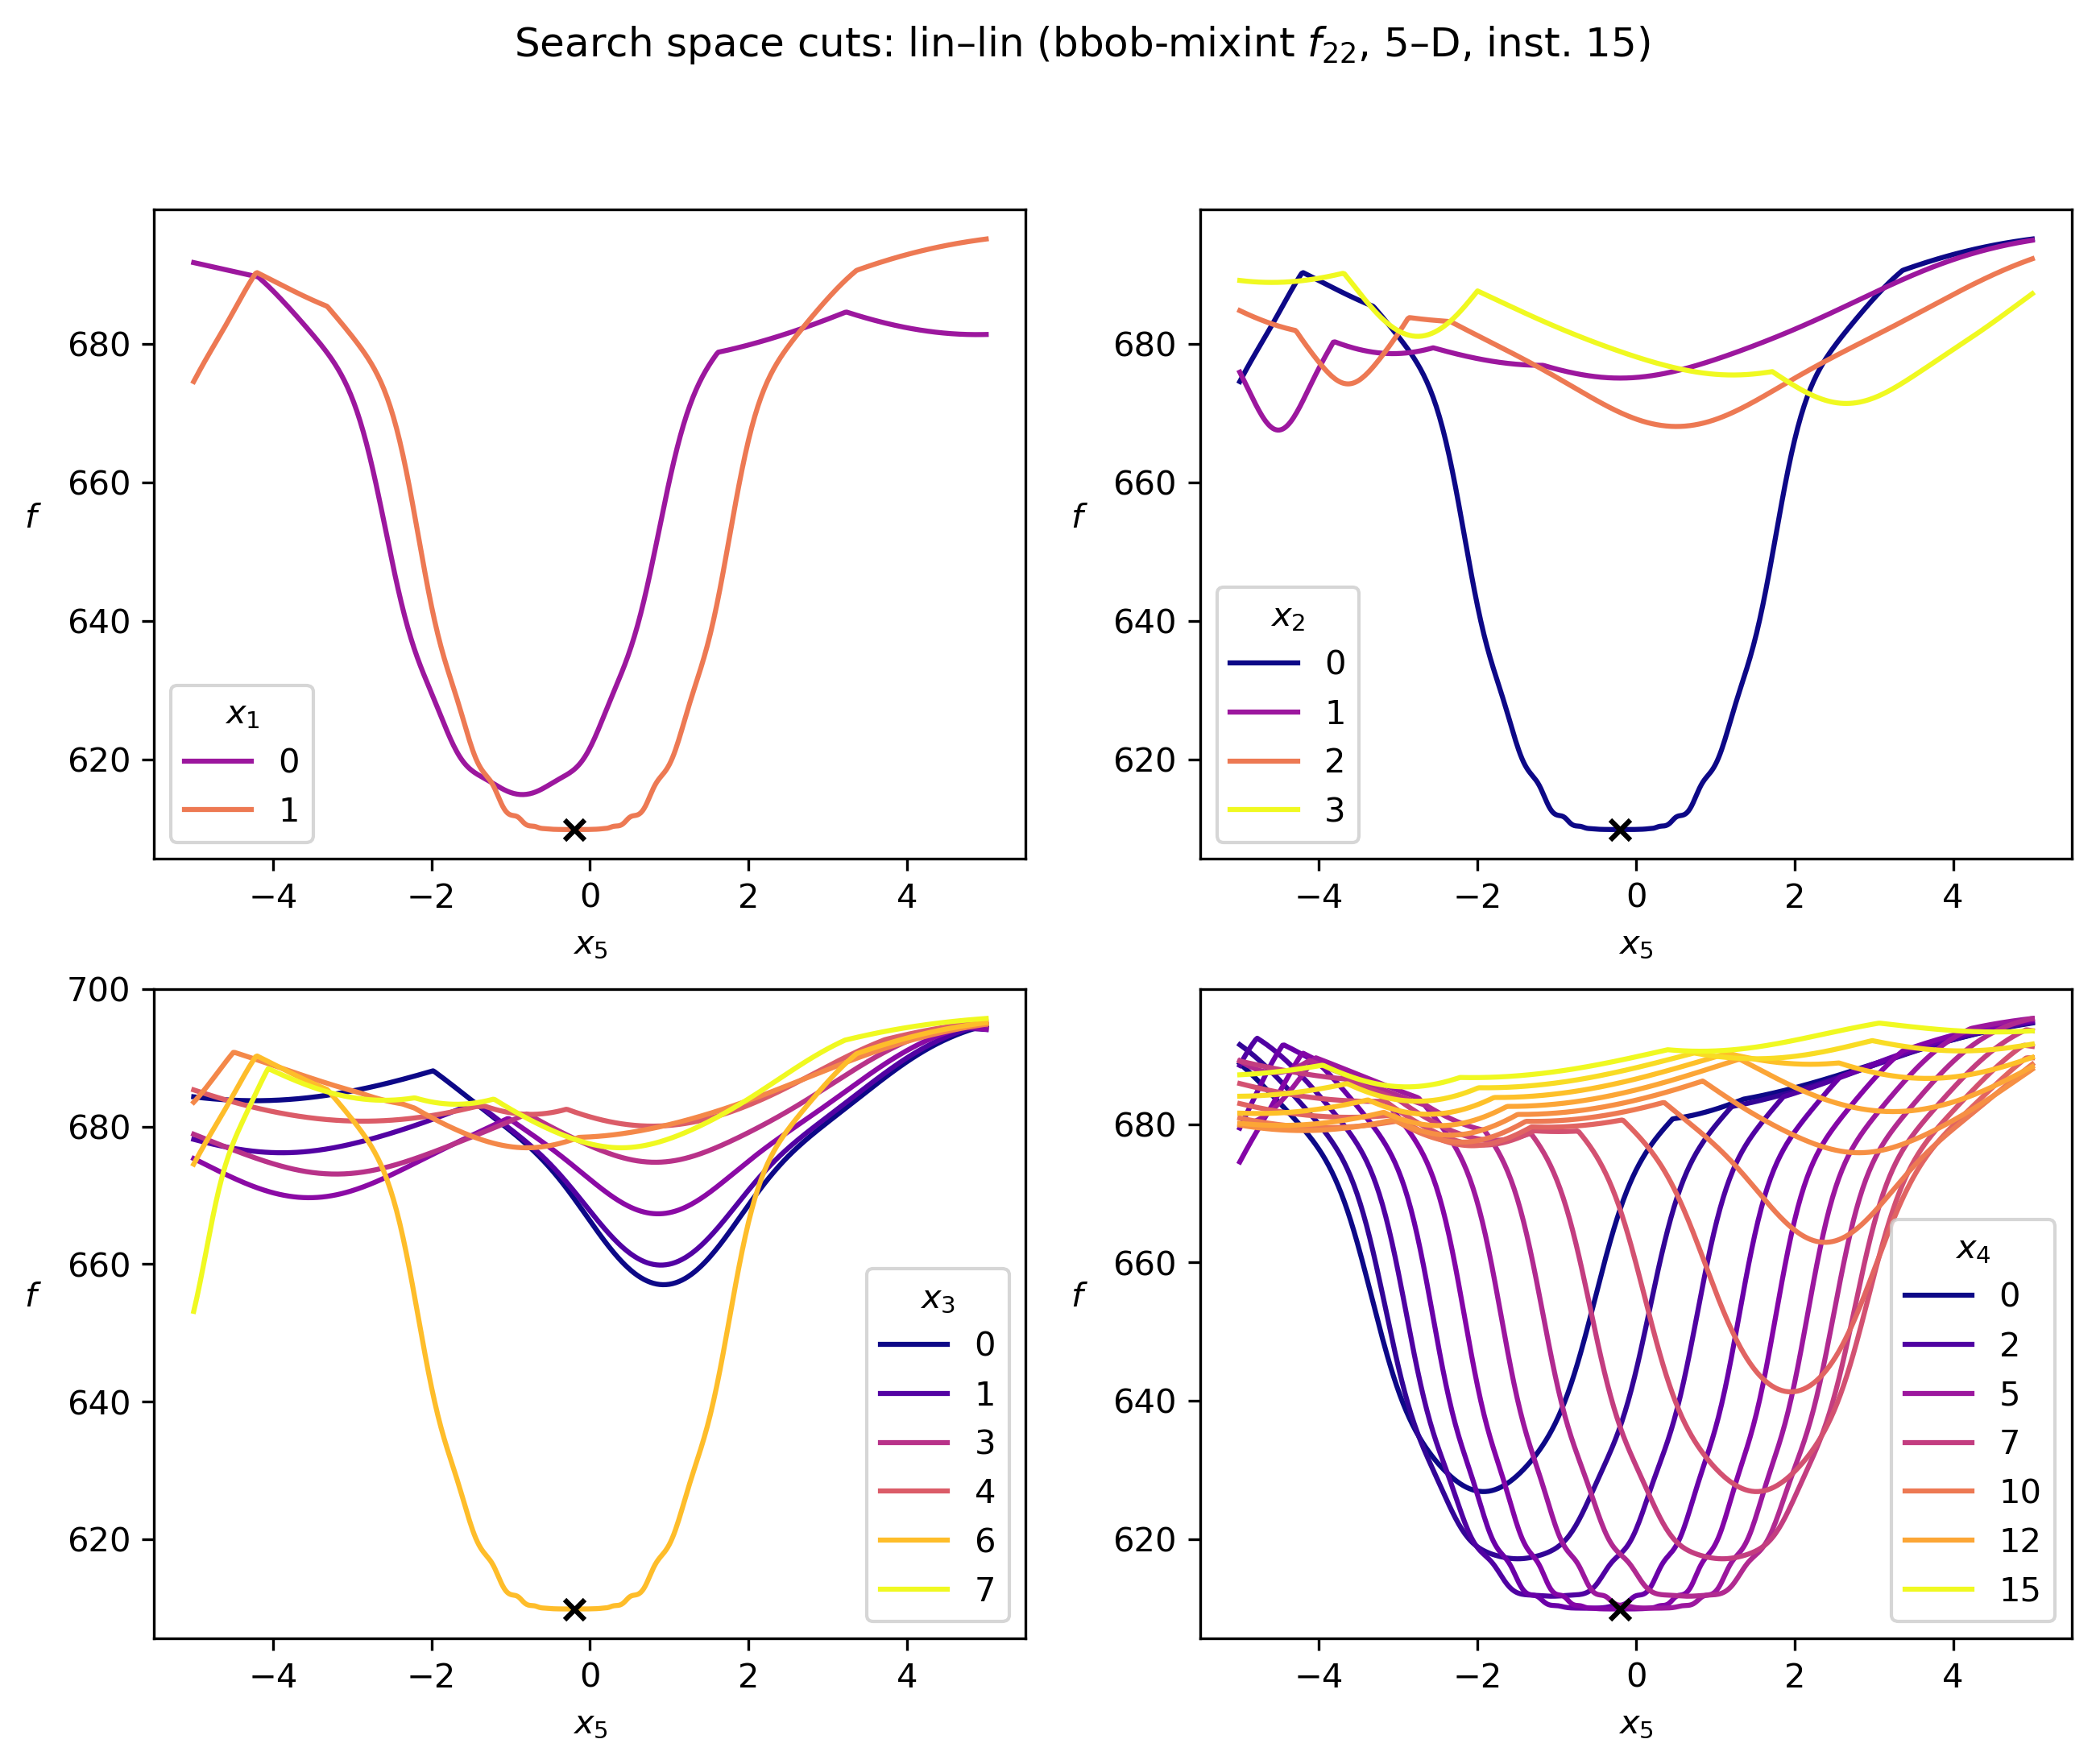 Search space cuts: lin–lin (bbob-mixint f₂₂, 5–D, inst. 15)
680
660
640
620
f
x₁
0
1
−4 −2 0 2 4
x₅
680
660
640
620
f
x₂
0
1
2
3
−4 −2 0 2 4
x₅
700
680
660
640
620
f
x₃
0
1
3
4
6
7
−4 −2 0 2 4
x₅
680
660
640
620
f
x₄
0
2
5
7
10
12
15
−4 −2 0 2 4
x₅